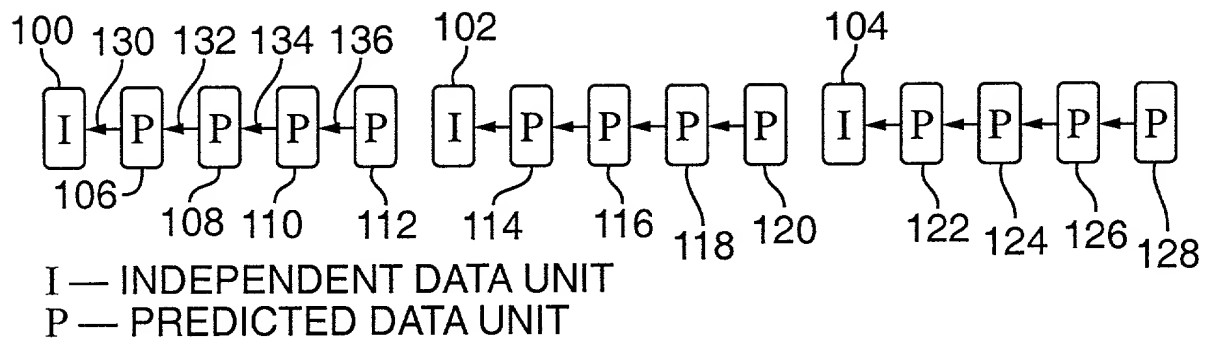 100 130 132 134 136 102 104
I P P P P I P P P P I P P P P
106 108 110 112 114 116 118 120 122 124 126 128
I — INDEPENDENT DATA UNIT
P — PREDICTED DATA UNIT